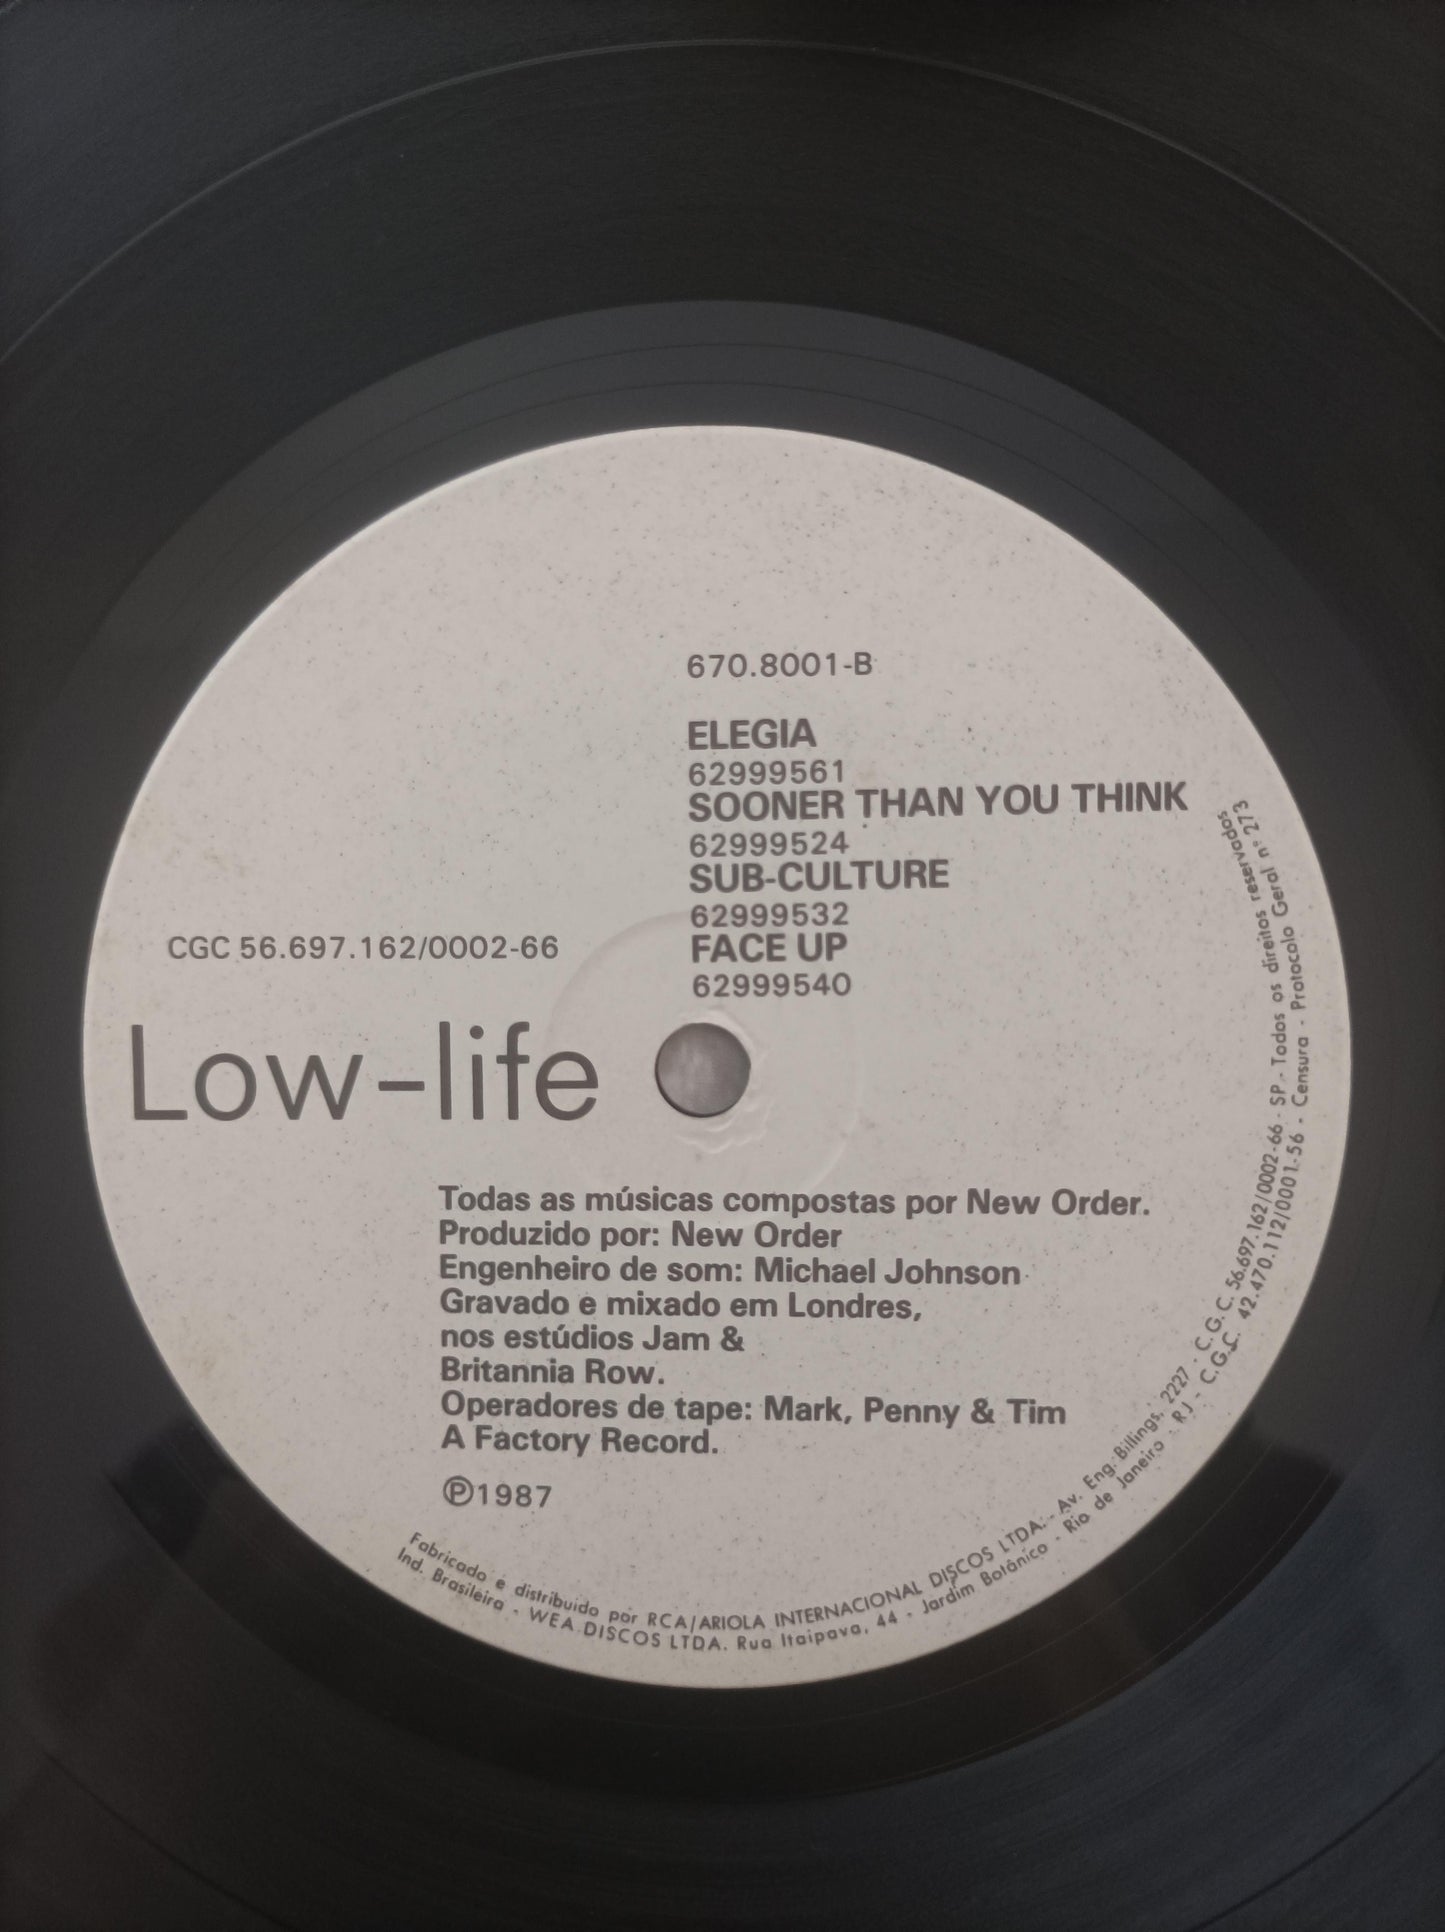 670.8001-B
ELEGIA
62999561
SOONER THAN YOU THINK
62999524
SUB-CULTURE
62999532
FACE UP
62999540
CGC 56.697.162/0002-66
Low-life
Todas as músicas compostas por New Order.
Produzido por: New Order
Engenheiro de som: Michael Johnson
Gravado e mixado em Londres,
nos estúdios Jam &
Britannia Row.
Operadores de tape: Mark, Penny & Tim
A Factory Record.
℗1987
Fabricado e distribuido por RCA/ARIOLA INTERNACIONAL DISCOS LTDA. - Av. Eng. Billings, 2227 - C.G.C. 56.697.162/0002-66 - SP - Todos os direitos reservados
Ind. Brasileira - WEA DISCOS LTDA. Rua Itaipava, 44 - Jardim Botânico - Rio de Janeiro - RJ - C.G.C. 42.470.112/0001-56 - Censura - Protocolo Geral nº 273